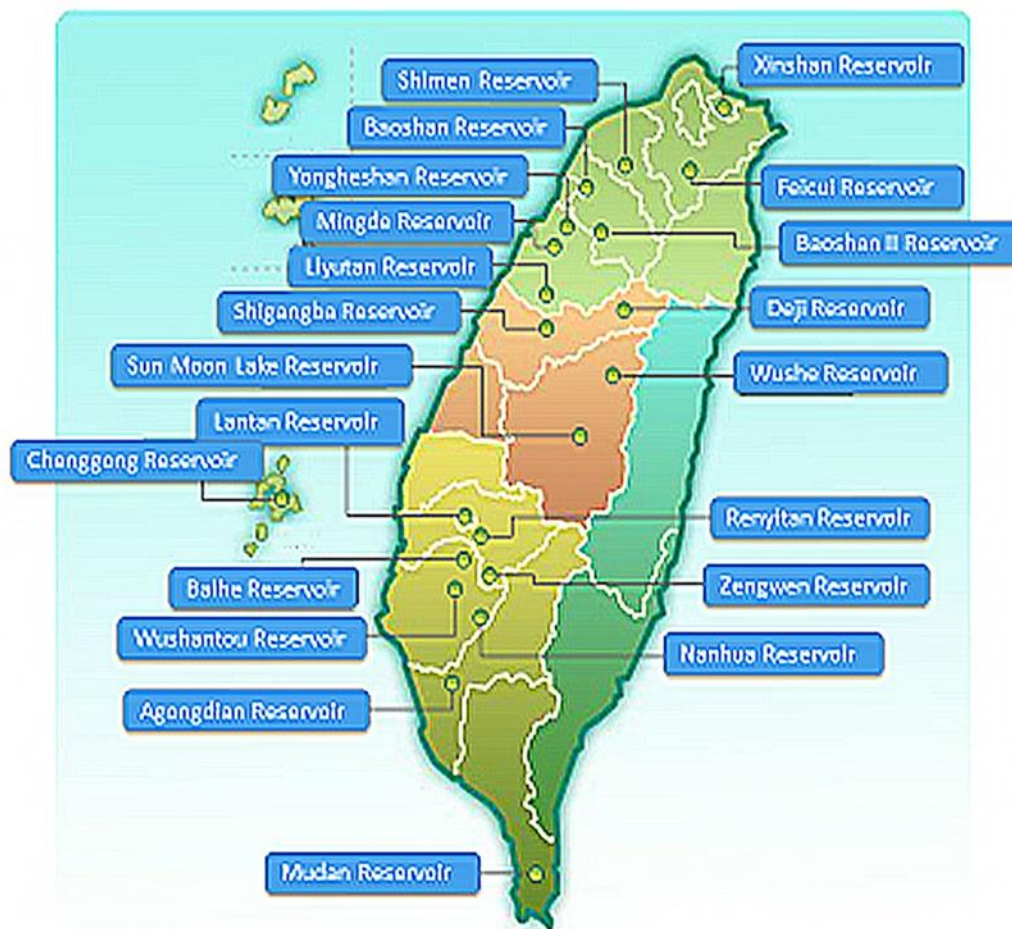 Xinshan Reservoir
Shimen Reservoir
Baoshan Reservoir
Yongheshan Reservoir
Feicui Reservoir
Mingde Reservoir
Baoshan II Reservoir
Liyutan Reservoir
Shigangba Reservoir
Deji Reservoir
Sun Moon Lake Reservoir
Wushe Reservoir
Lantan Reservoir
Chenggong Reservoir
Renyitan Reservoir
Baihe Reservoir
Zengwen Reservoir
Wushantou Reservoir
Nanhua Reservoir
Agongdian Reservoir
Mudan Reservoir